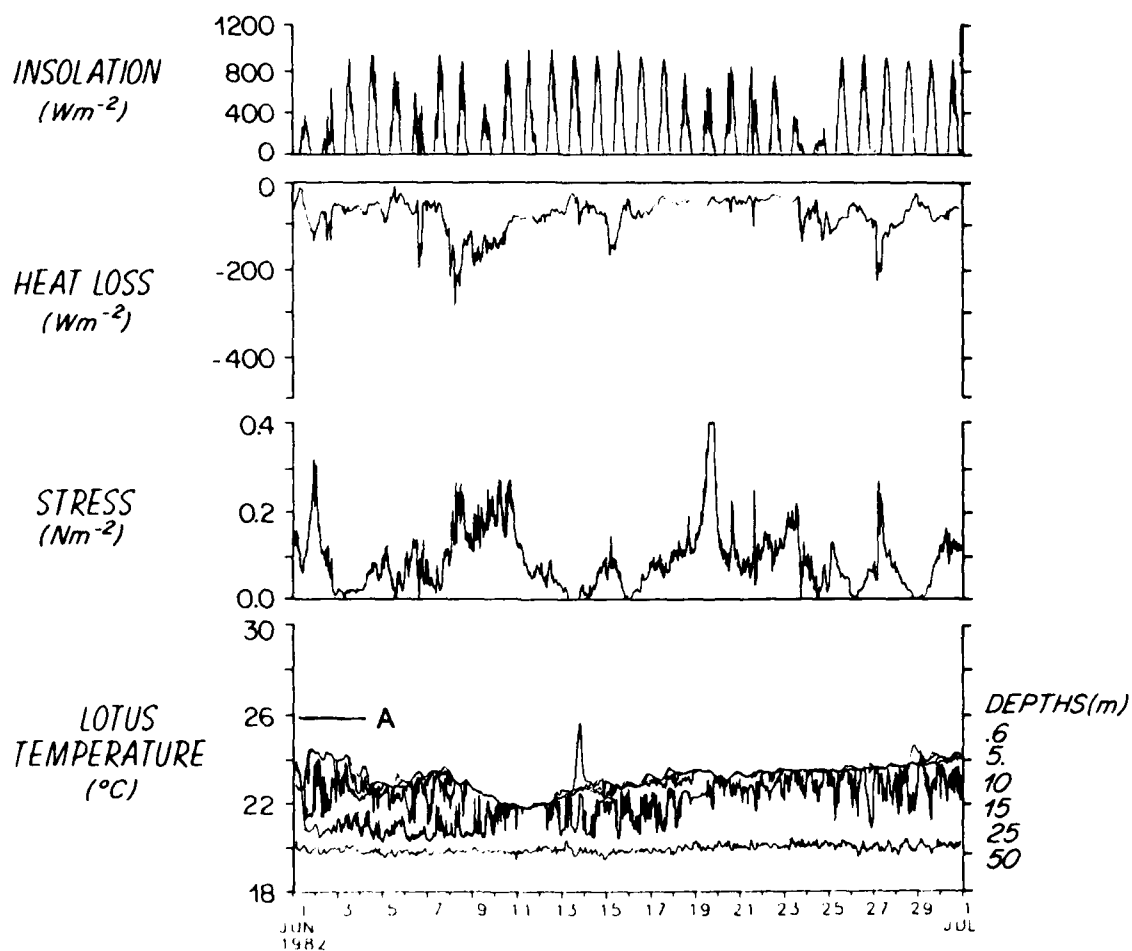 INSOLATION
(Wm-2)
1200
800
400
0
HEAT LOSS
(Wm-2)
0
-200
-400
STRESS
(Nm-2)
0.4
0.2
0.0
LOTUS
TEMPERATURE
(°C)
30
26
22
18
A
DEPTHS(m)
.6
5.
10
15
25
50
1 3 5 7 9 11 13 15 17 19 21 23 25 27 29 1
JUN JUL
1982